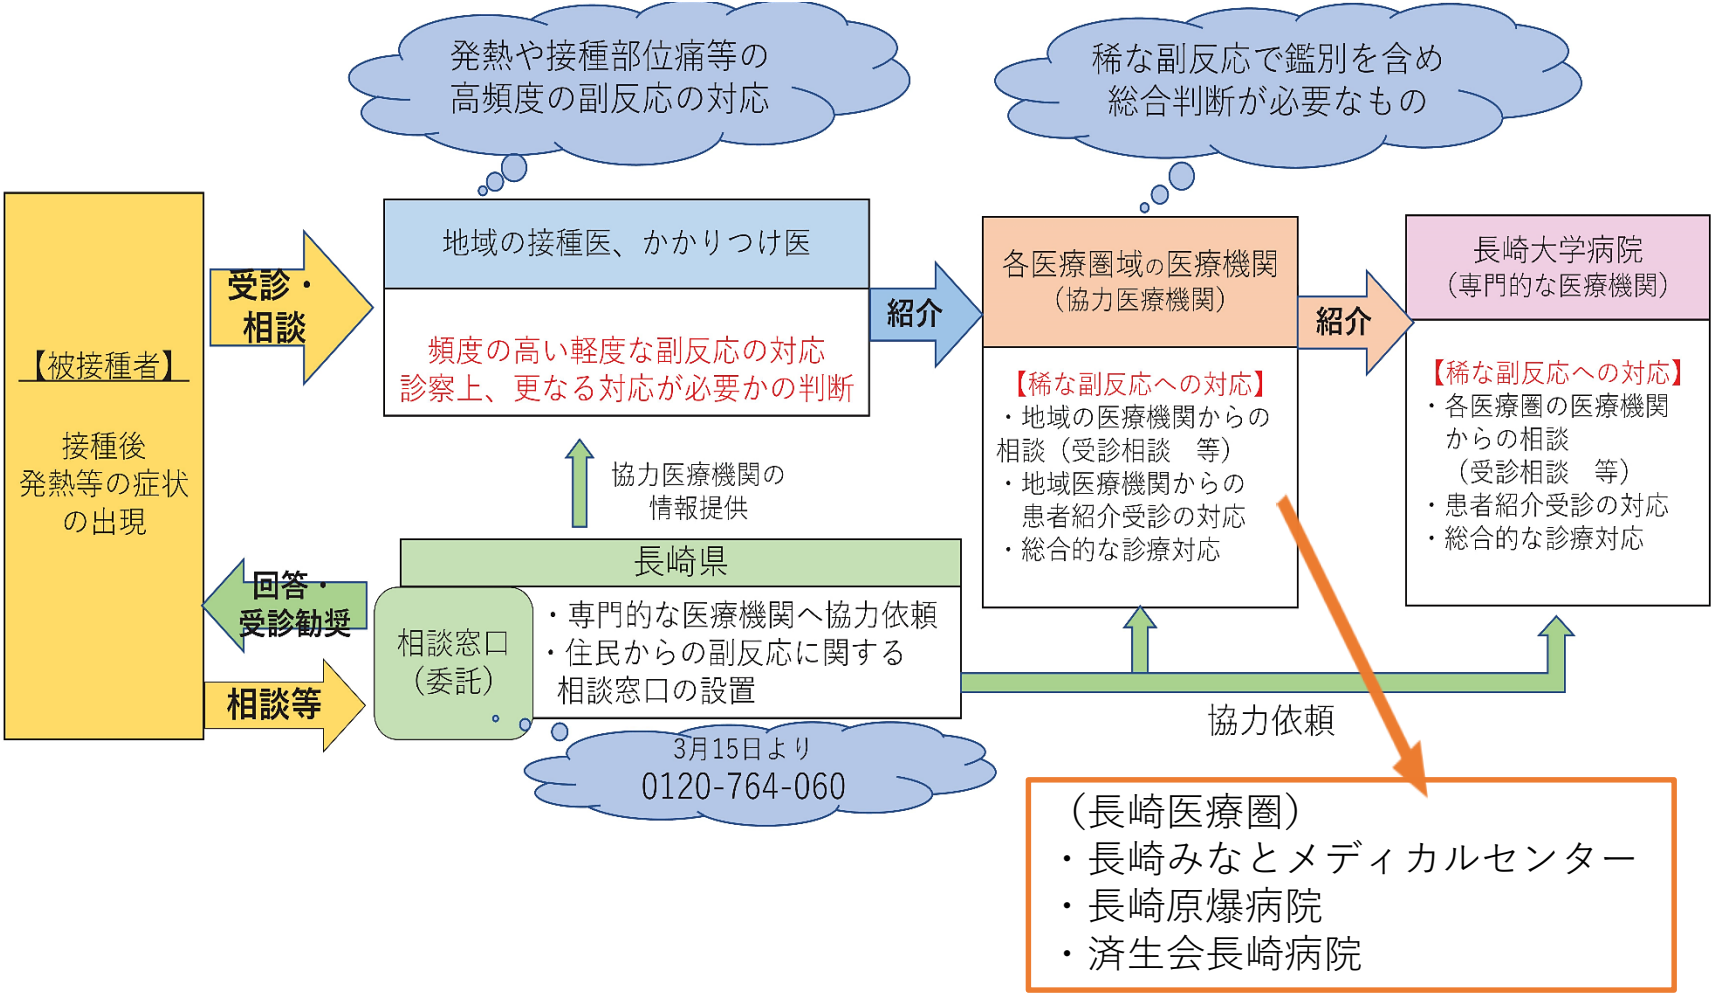 発熱や接種部位痛等の
高頻度の副反応の対応
稀な副反応で鑑別を含め
総合判断が必要なもの
【被接種者】
接種後
発熱等の症状
の出現
受診・
相談
地域の接種医、かかりつけ医
頻度の高い軽度な副反応の対応
診察上、更なる対応が必要かの判断
紹介
各医療圏域の医療機関
（協力医療機関）
【稀な副反応への対応】
・地域の医療機関からの
相談（受診相談　等）
・地域医療機関からの
患者紹介受診の対応
・総合的な診療対応
紹介
長崎大学病院
（専門的な医療機関）
【稀な副反応への対応】
・各医療圏の医療機関
からの相談
（受診相談　等）
・患者紹介受診の対応
・総合的な診療対応
協力医療機関の
情報提供
回答・
受診勧奨
相談等
長崎県
相談窓口
（委託）
・専門的な医療機関へ協力依頼
・住民からの副反応に関する
相談窓口の設置
3月15日より
0120-764-060
協力依頼
（長崎医療圏）
・長崎みなとメディカルセンター
・長崎原爆病院
・済生会長崎病院